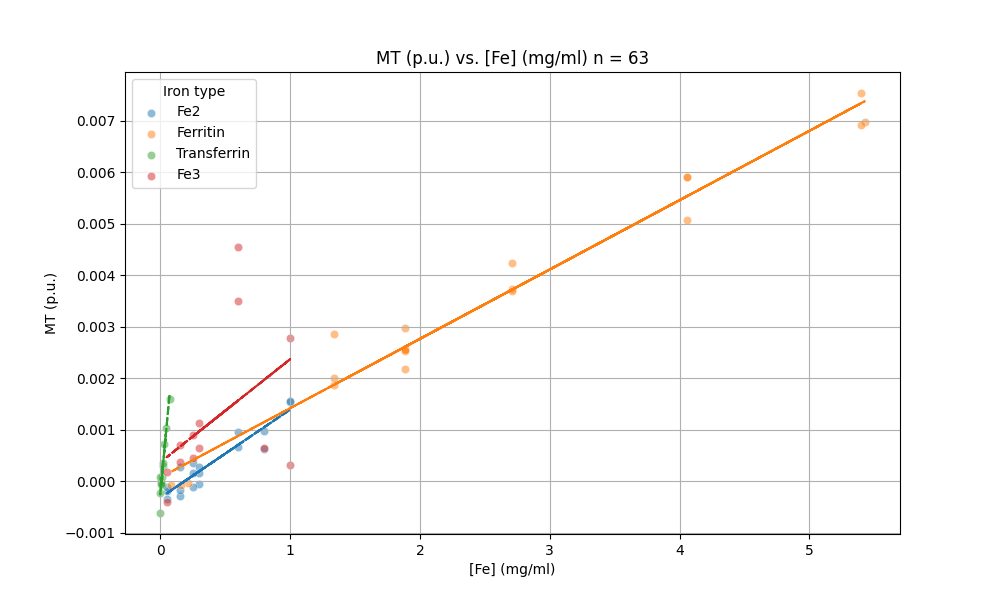 MT (p.u.) vs. [Fe] (mg/ml) n = 63
Iron type
Fe2
Ferritin
Transferrin
Fe3
MT (p.u.)
0.007
0.006
0.005
0.004
0.003
0.002
0.001
0.000
−0.001
0 1 2 3 4 5
[Fe] (mg/ml)